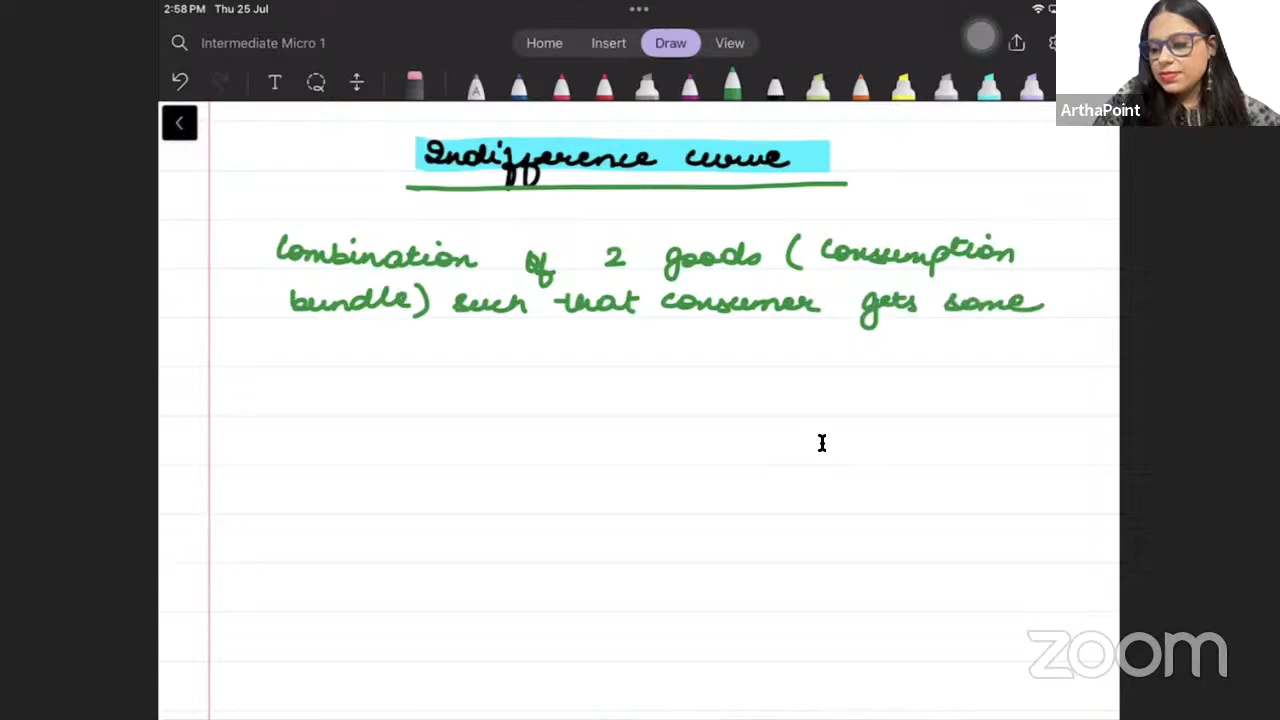 2:58 PM Thu 25 Jul
Intermediate Micro 1
Home Insert Draw View
T
A
ArthaPoint
Indifference curve
Combination of 2 goods (consumption
bundle) such that consumer gets same
zoom